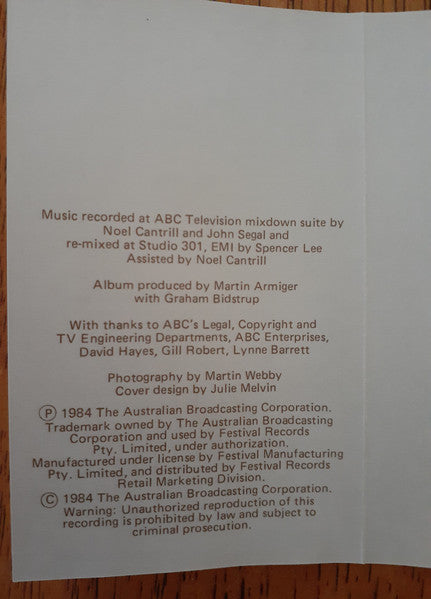 Music recorded at ABC Television mixdown suite by
Noel Cantrill and John Segal and
re-mixed at Studio 301, EMI by Spencer Lee
Assisted by Noel Cantrill
Album produced by Martin Armiger
with Graham Bidstrup
With thanks to ABC's Legal, Copyright and
TV Engineering Departments, ABC Enterprises,
David Hayes, Gill Robert, Lynne Barrett
Photography by Martin Webby
Cover design by Julie Melvin
Ⓟ 1984 The Australian Broadcasting Corporation.
Trademark owned by The Australian Broadcasting
Corporation and used by Festival Records
Pty. Limited, under authorization.
Manufactured under license by Festival Manufacturing
Pty. Limited, and distributed by Festival Records
Retail Marketing Division.
© 1984 The Australian Broadcasting Corporation.
Warning: Unauthorized reproduction of this
recording is prohibited by law and subject to
criminal prosecution.